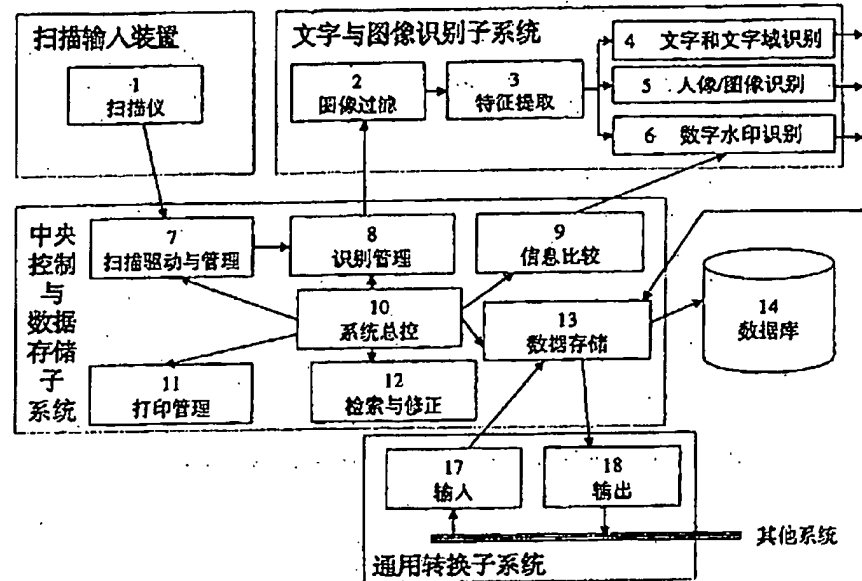 扫描输入装置
1
扫描仪
文字与图像识别子系统
2
图像过滤
3
特征提取
4 文字和文字域识别
5 人像/图像识别
6 数字水印识别
中央
控制
与
数据
存储
子
系统
7
扫描驱动与管理
8
识别管理
9
信息比较
10
系统总控
11
打印管理
12
检索与修正
13
数据存储
14
数据库
17
输入
18
输出
其他系统
通用转换子系统